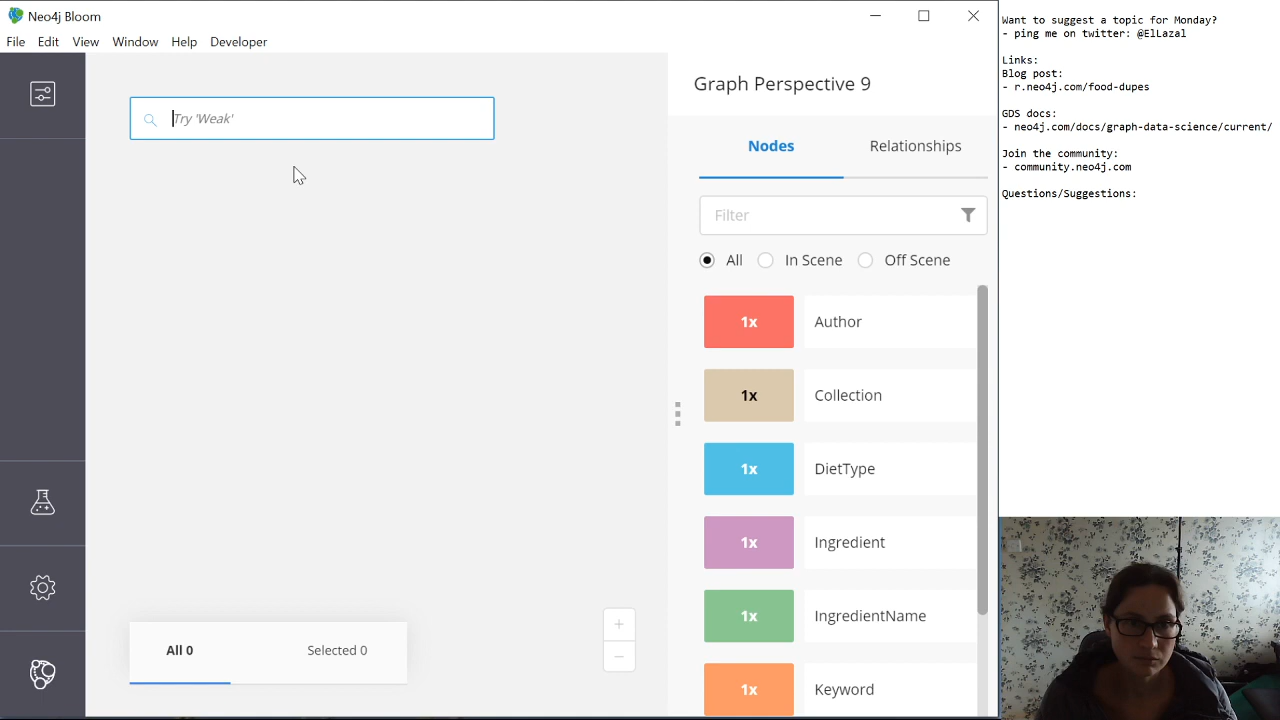 Neo4j Bloom
File Edit View Window Help Developer
Try 'Weak'
All 0
Selected 0
Graph Perspective 9
Nodes
Relationships
Filter
All
In Scene
Off Scene
1x Author
1x Collection
1x DietType
1x Ingredient
1x IngredientName
1x Keyword
Want to suggest a topic for Monday?
- ping me on twitter: @ElLazal
Links:
Blog post:
- r.neo4j.com/food-dupes
GDS docs:
- neo4j.com/docs/graph-data-science/current/
Join the community:
- community.neo4j.com
Questions/Suggestions: